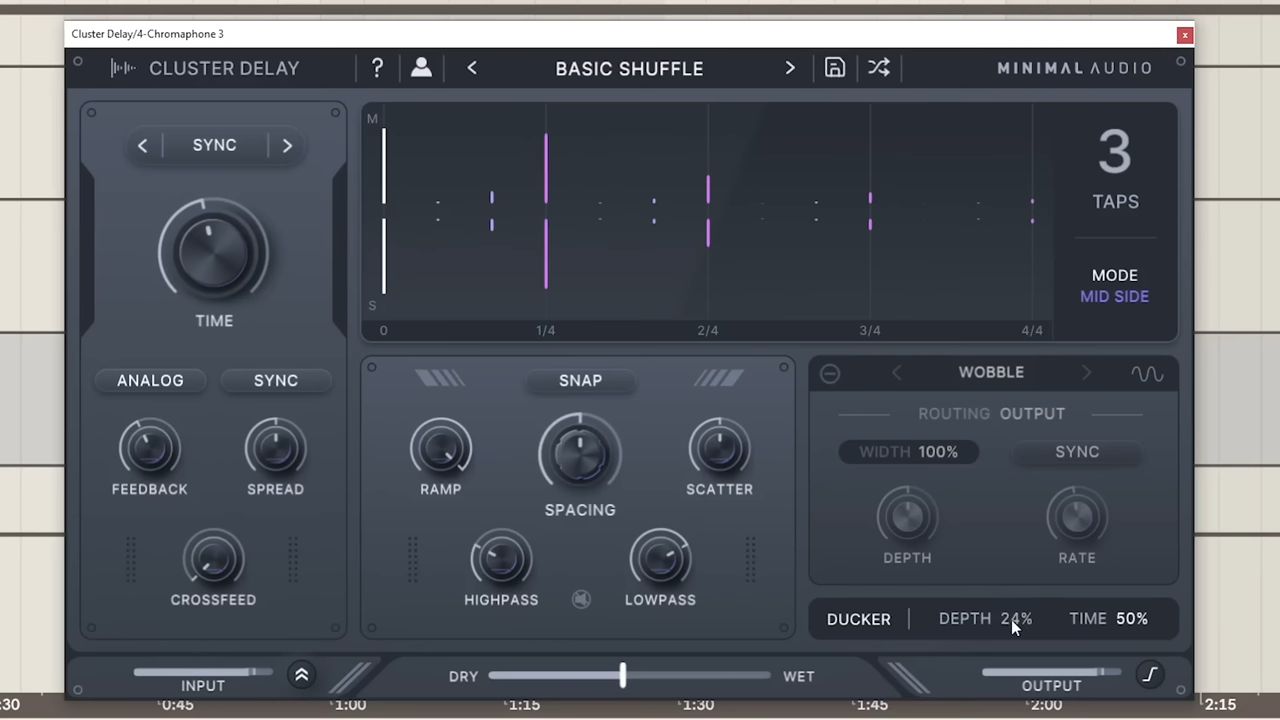 Cluster Delay/4-Chromaphone 3
x
CLUSTER DELAY
?
BASIC SHUFFLE
MINIMAL AUDIO
SYNC
TIME
ANALOG
SYNC
FEEDBACK
SPREAD
CROSSFEED
M
S
0
1/4
2/4
3/4
4/4
3
TAPS
MODE
MID SIDE
SNAP
RAMP
SPACING
SCATTER
HIGHPASS
LOWPASS
WOBBLE
ROUTING OUTPUT
WIDTH 100%
SYNC
DEPTH
RATE
DUCKER
DEPTH 24%
TIME 50%
INPUT
DRY
WET
OUTPUT
:30
0:45
1:00
1:15
1:30
1:45
2:00
2:15